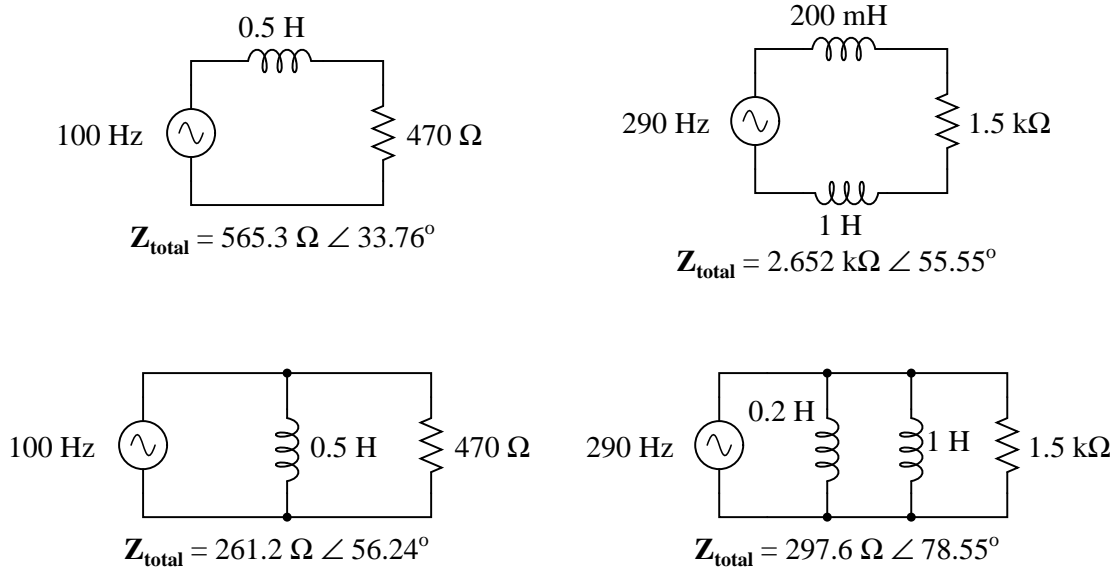 0.5 H
100 Hz
470 Ω
Z_total = 565.3 Ω ∠ 33.76°
200 mH
290 Hz
1.5 kΩ
1 H
Z_total = 2.652 kΩ ∠ 55.55°
100 Hz
0.5 H
470 Ω
Z_total = 261.2 Ω ∠ 56.24°
290 Hz
0.2 H
1 H
1.5 kΩ
Z_total = 297.6 Ω ∠ 78.55°